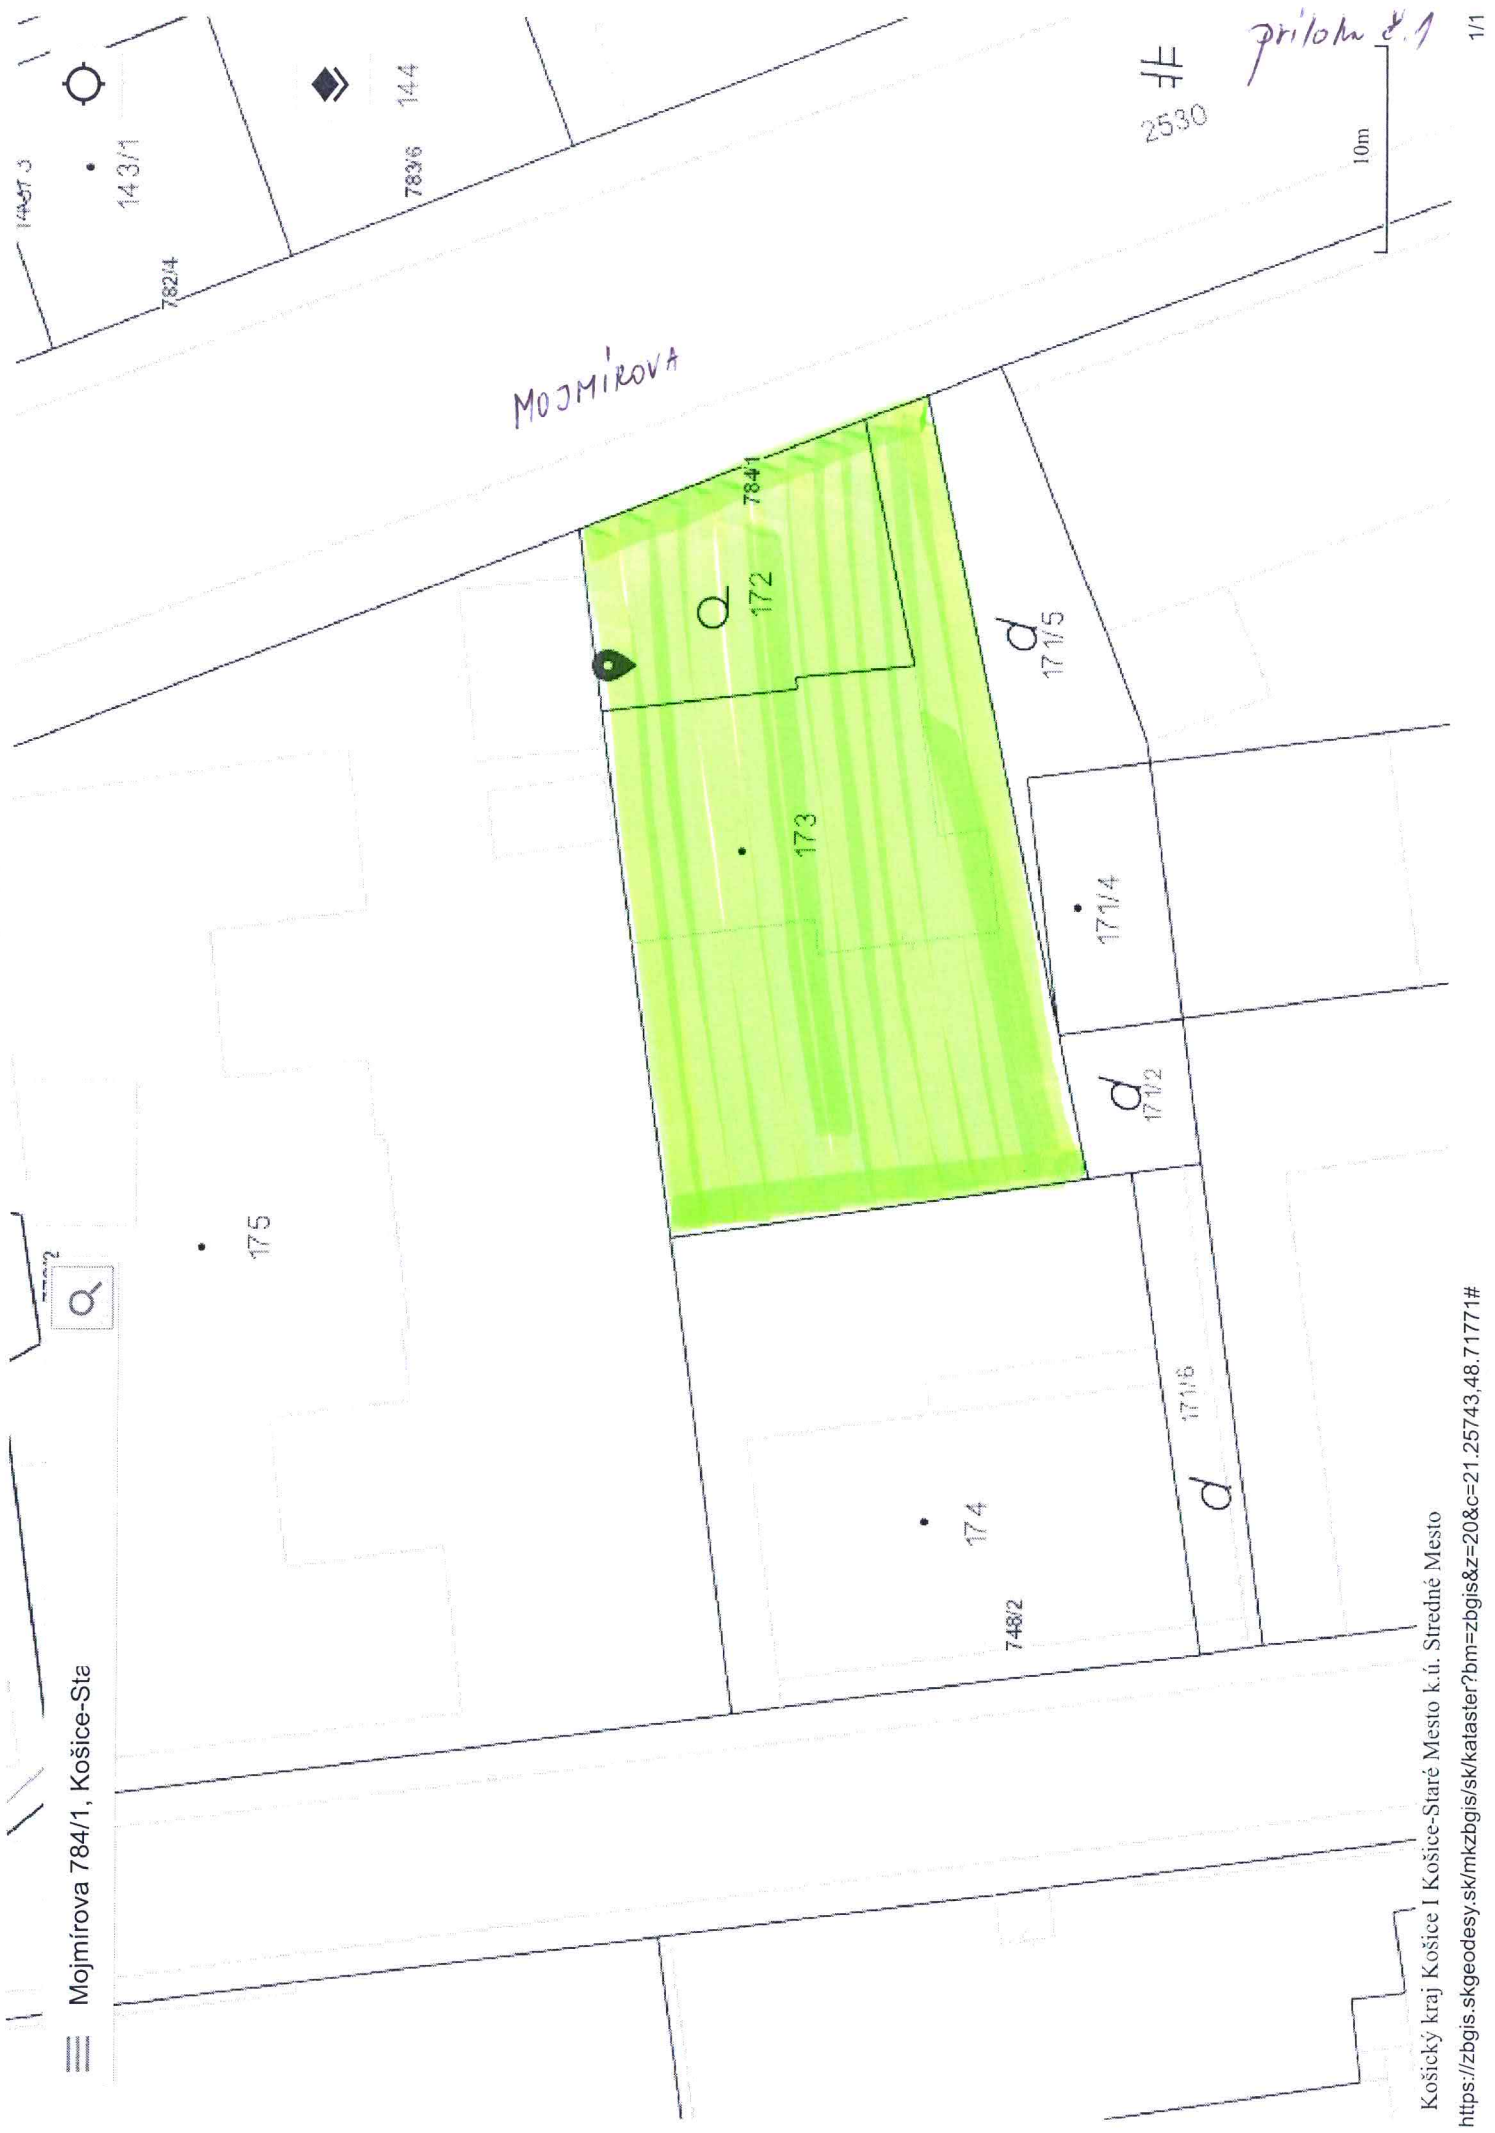 príloha č.1
1/1
Mojmírova 784/1, Košice-Sta
143/1
782/4
144
783/6
2530
10m
MOJMÍROVA
784/1
172
173
171/5
171/4
171/2
171/6
175
174
748/2
Košický kraj Košice I Košice-Staré Mesto k.ú. Stredné Mesto
https://zbgis.skgeodesy.sk/mkzbgis/sk/kataster?bm=zbgis&z=20&c=21.25743,48.71771#